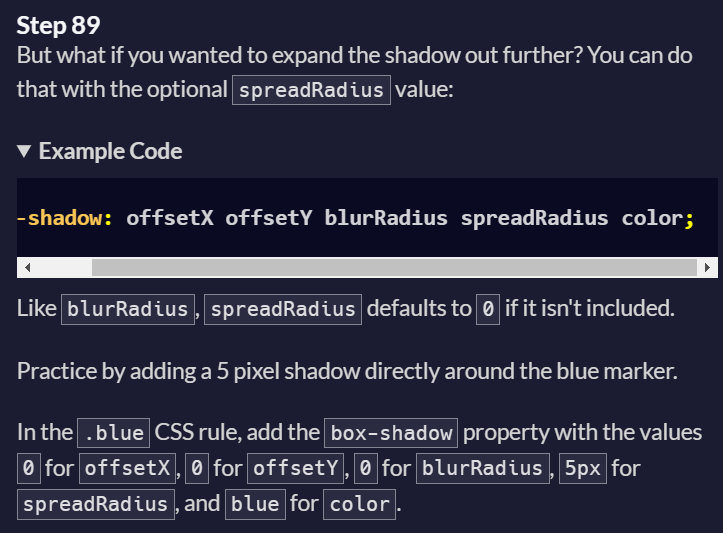 Step 89
But what if you wanted to expand the shadow out further? You can do
that with the optional spreadRadius value:
▼ Example Code
-shadow: offsetX offsetY blurRadius spreadRadius color;
Like blurRadius, spreadRadius defaults to 0 if it isn't included.
Practice by adding a 5 pixel shadow directly around the blue marker.
In the .blue CSS rule, add the box-shadow property with the values
0 for offsetX, 0 for offsetY, 0 for blurRadius, 5px for
spreadRadius, and blue for color.